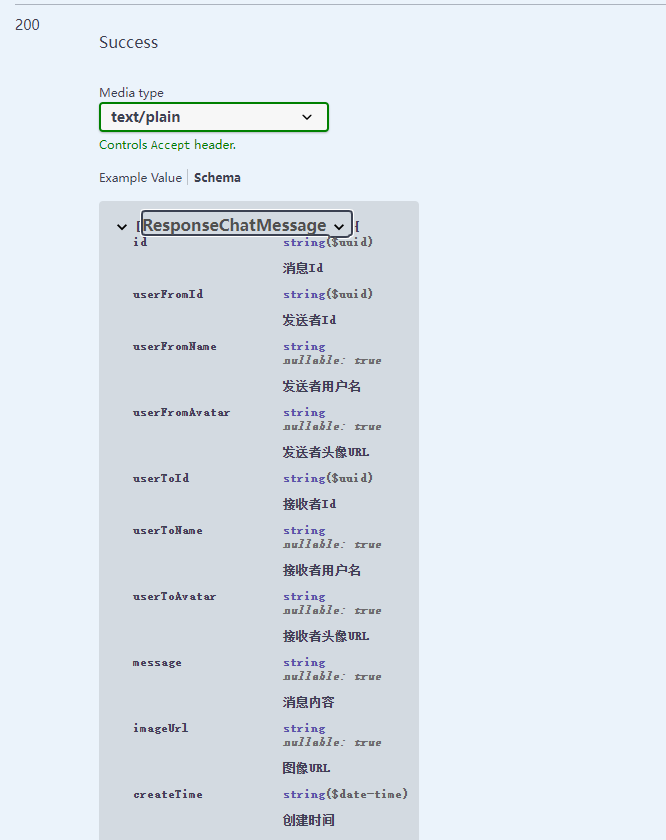 200
Success
Media type
text/plain
Controls Accept header.
Example Value Schema
[ResponseChatMessage {
id string($uuid)
消息Id
userFromId string($uuid)
发送者Id
userFromName string
nullable: true
发送者用户名
userFromAvatar string
nullable: true
发送者头像URL
userToId string($uuid)
接收者Id
userToName string
nullable: true
接收者用户名
userToAvatar string
nullable: true
接收者头像URL
message string
nullable: true
消息内容
imageUrl string
nullable: true
图像URL
createTime string($date-time)
创建时间